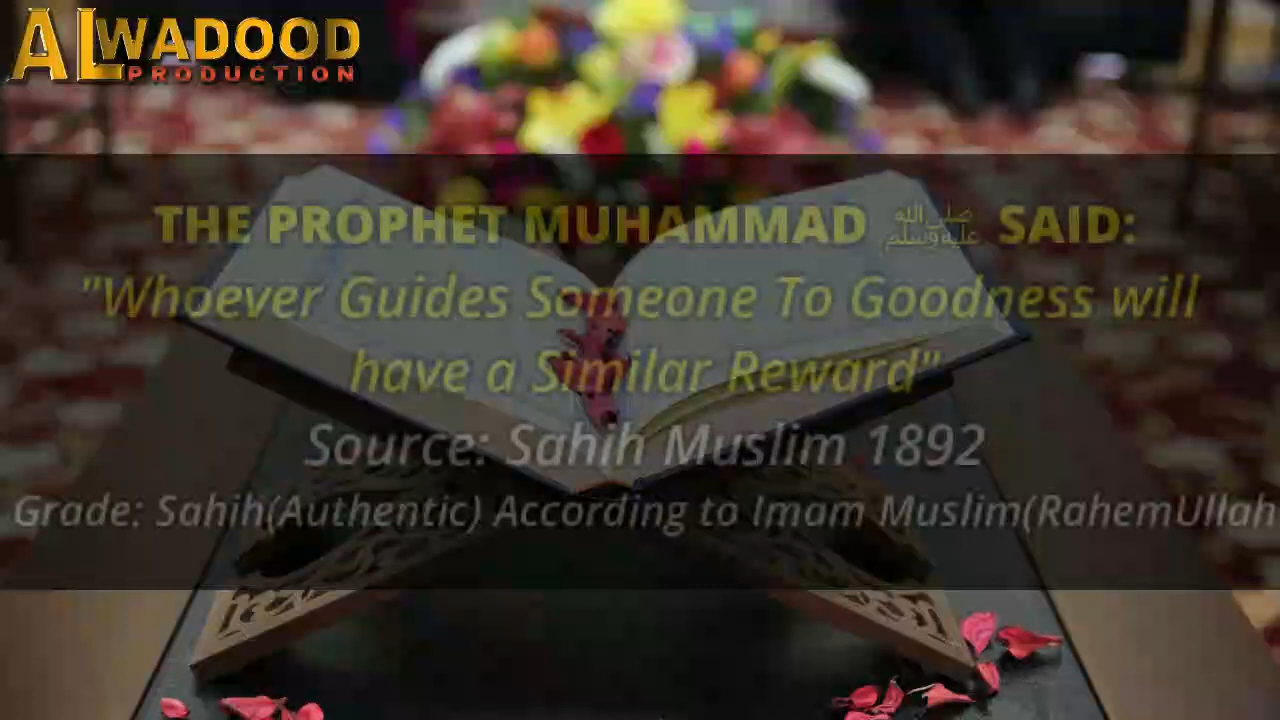 ALWADOOD
PRODUCTION
THE PROPHET MUHAMMAD ﷺ SAID:
"Whoever Guides Someone To Goodness will
have a Similar Reward"
Source: Sahih Muslim 1892
Grade: Sahih(Authentic) According to Imam Muslim(RahemUllah